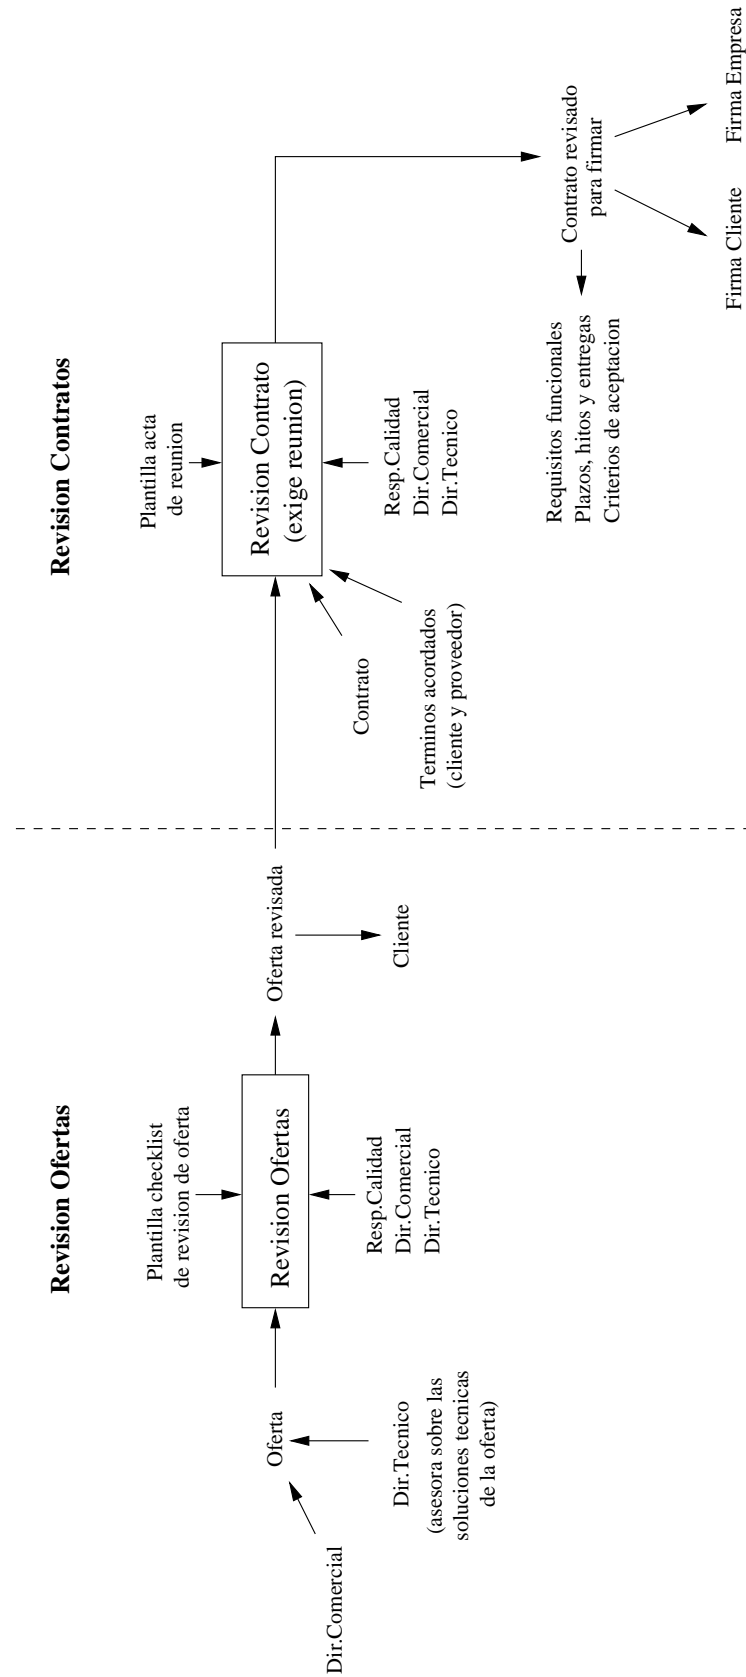 Revision Ofertas
Plantilla checklist
de revision de oferta
Dir.Comercial
Oferta
Dir.Tecnico
(asesora sobre las
soluciones tecnicas
de la oferta)
Revision Ofertas
Resp.Calidad
Dir.Comercial
Dir.Tecnico
Oferta revisada
Cliente
Revision Contratos
Plantilla acta
de reunion
Revision Contrato
(exige reunion)
Contrato
Terminos acordados
(cliente y proveedor)
Resp.Calidad
Dir.Comercial
Dir.Tecnico
Contrato revisado
para firmar
Requisitos funcionales
Plazos, hitos y entregas
Criterios de aceptacion
Firma Cliente
Firma Empresa